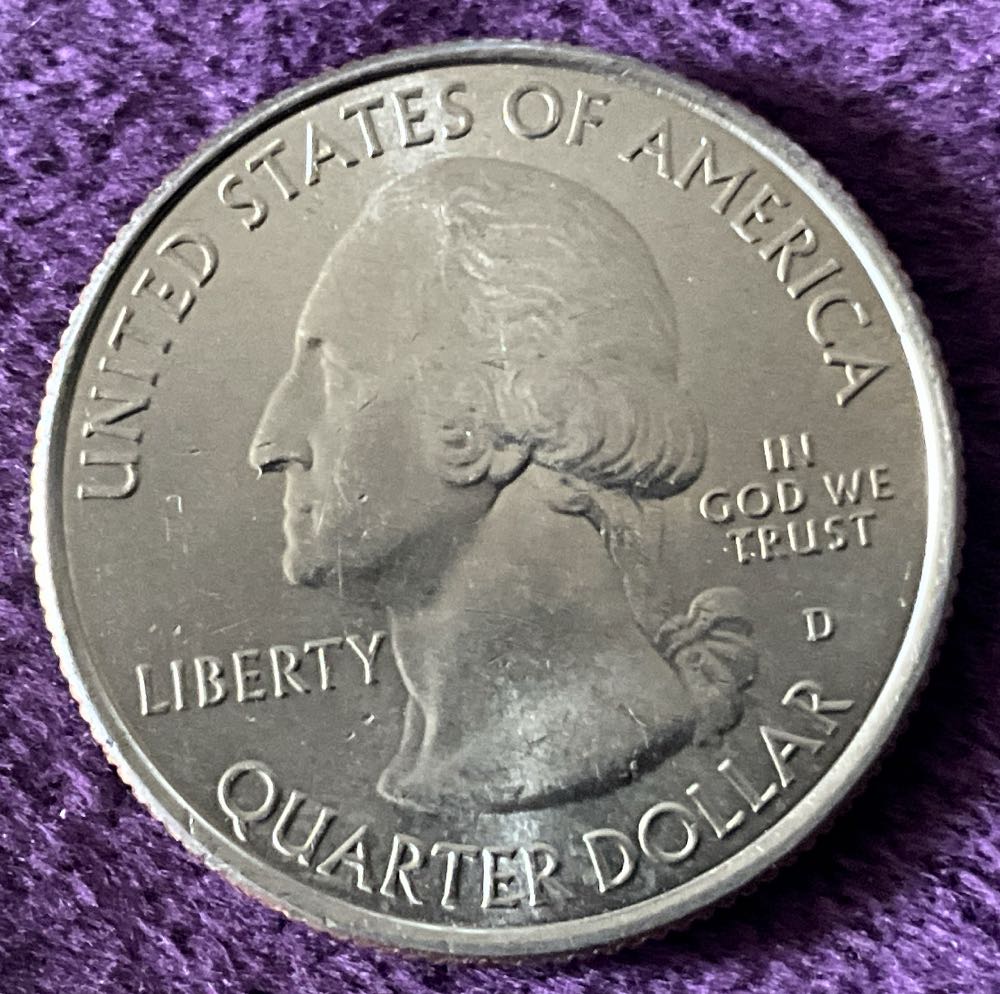 UNITED STATES OF AMERICA
IN
GOD WE
TRUST
D
LIBERTY
QUARTER DOLLAR